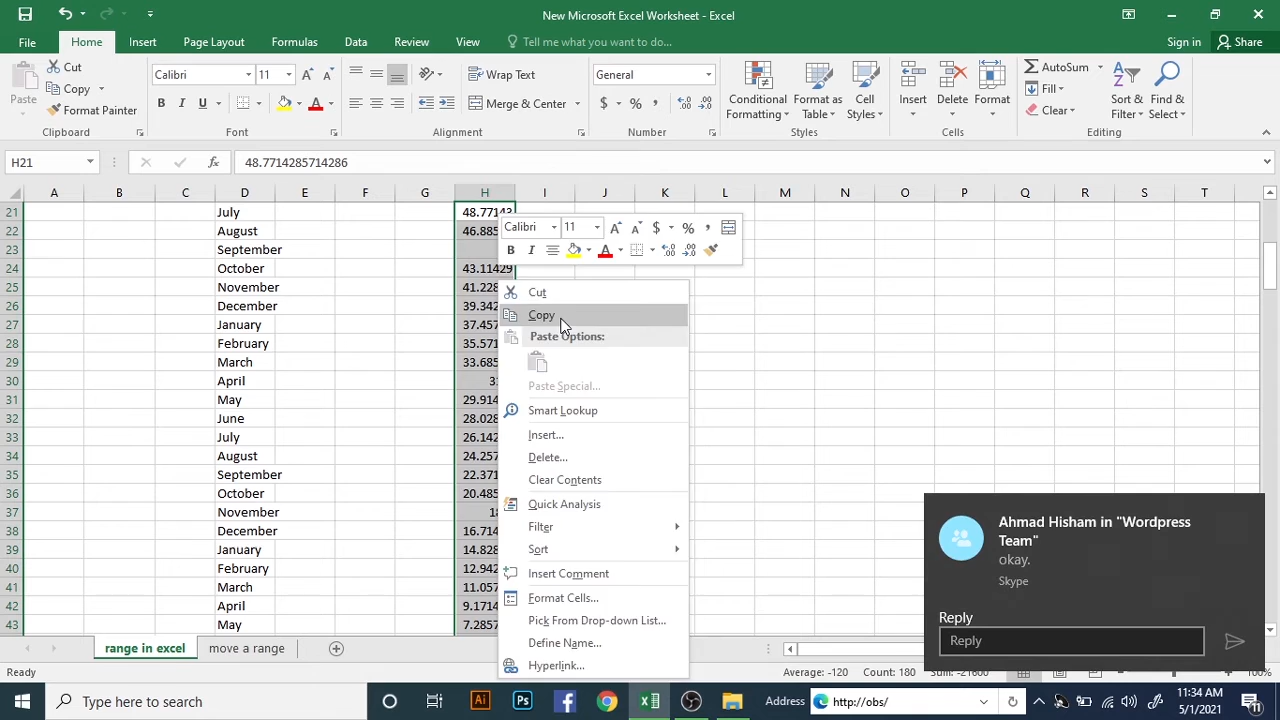 New Microsoft Excel Worksheet - Excel
File Home Insert Page Layout Formulas Data Review View Tell me what you want to do... Sign in Share
Paste Cut Copy Format Painter
Calibri 11 Wrap Text General Merge & Center
B I U $ % ,
Conditional Formatting Format as Table Cell Styles Insert Delete Format
AutoSum Fill Clear Sort & Filter Find & Select
Clipboard Font Alignment Number Styles Cells Editing
H21 fx 48.7714285714286
A B C D E F G H I J K L M N O P Q R S T
21 July 48.77143
22 August 46.885
23 September
24 October 43.11429
25 November 41.228
26 December 39.342
27 January 37.457
28 February 35.571
29 March 33.685
30 April 3
31 May 29.914
32 June 28.028
33 July 26.142
34 August 24.257
35 September 22.371
36 October 20.485
37 November 18
38 December 16.714
39 January 14.828
40 February 12.942
41 March 11.057
42 April 9.1714
43 May 7.2857
Calibri 11 $ % ,
B I A
Cut
Copy
Paste Options:
Paste Special...
Smart Lookup
Insert...
Delete...
Clear Contents
Quick Analysis
Filter
Sort
Insert Comment
Format Cells...
Pick From Drop-down List...
Define Name...
Hyperlink...
Ahmad Hisham in "Wordpress
Team"
okay.
Skype
Reply
Reply
range in excel move a range
Ready Average: -120 Count: 180 Sum: -21600
Type here to search Ai Ps Address http://obs/
11:34 AM
5/1/2021
11